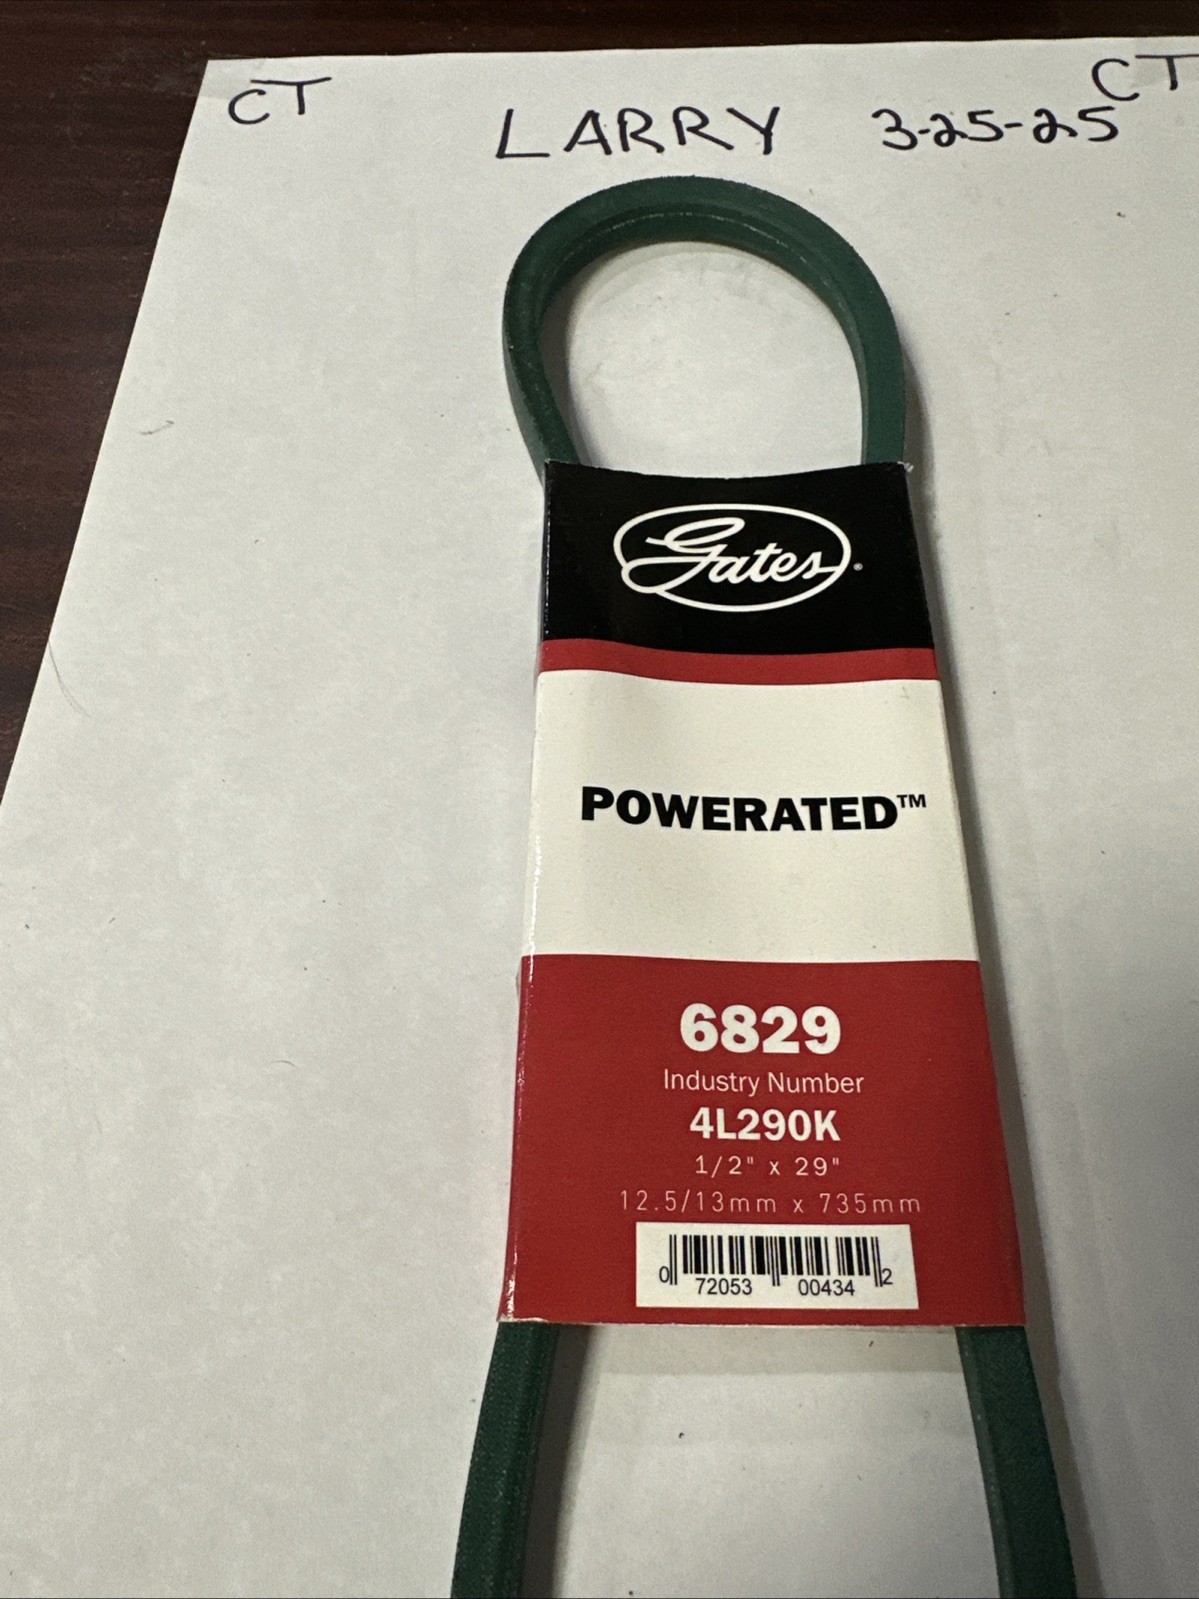 CT
CT
LARRY 3-25-25
Gates®
POWERATED™
6829
Industry Number
4L290K
1/2" x 29"
12.5/13mm x 735mm
0 72053 00434 2